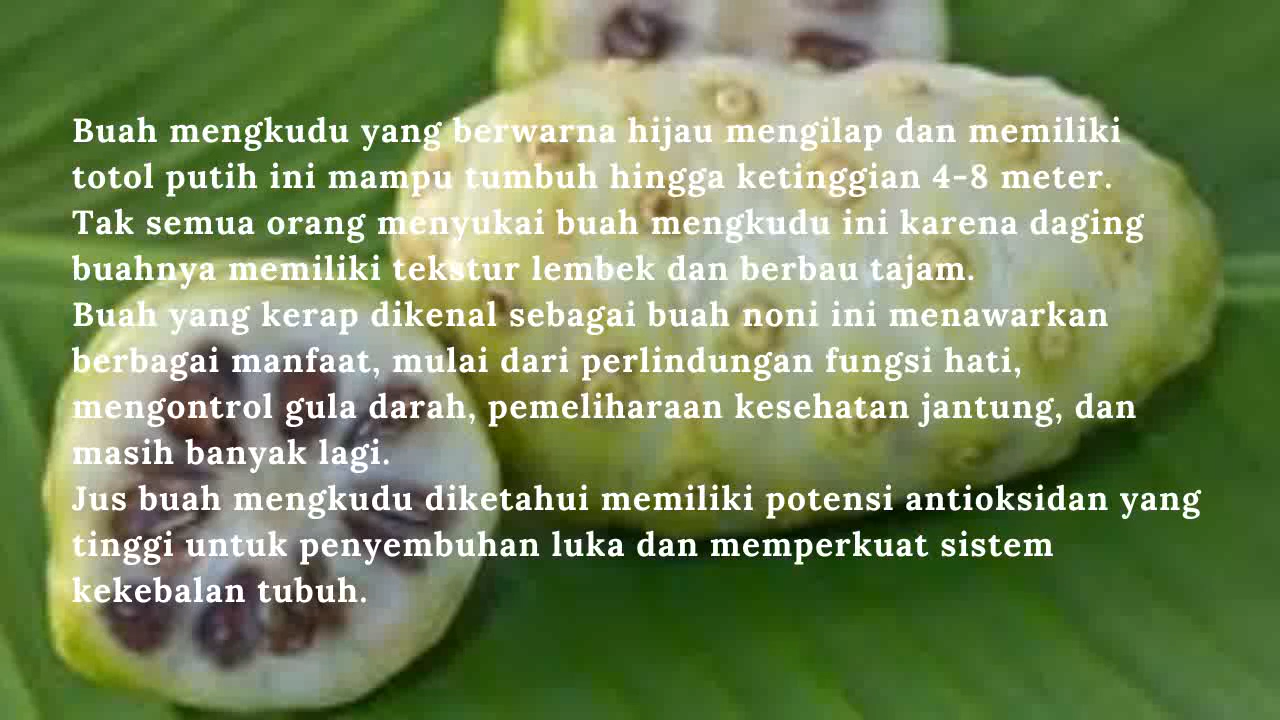 Buah mengkudu yang berwarna hijau mengilap dan memiliki
totol putih ini mampu tumbuh hingga ketinggian 4-8 meter.
Tak semua orang menyukai buah mengkudu ini karena daging
buahnya memiliki tekstur lembek dan berbau tajam.
Buah yang kerap dikenal sebagai buah noni ini menawarkan
berbagai manfaat, mulai dari perlindungan fungsi hati,
mengontrol gula darah, pemeliharaan kesehatan jantung, dan
masih banyak lagi.
Jus buah mengkudu diketahui memiliki potensi antioksidan yang
tinggi untuk penyembuhan luka dan memperkuat sistem
kekebalan tubuh.